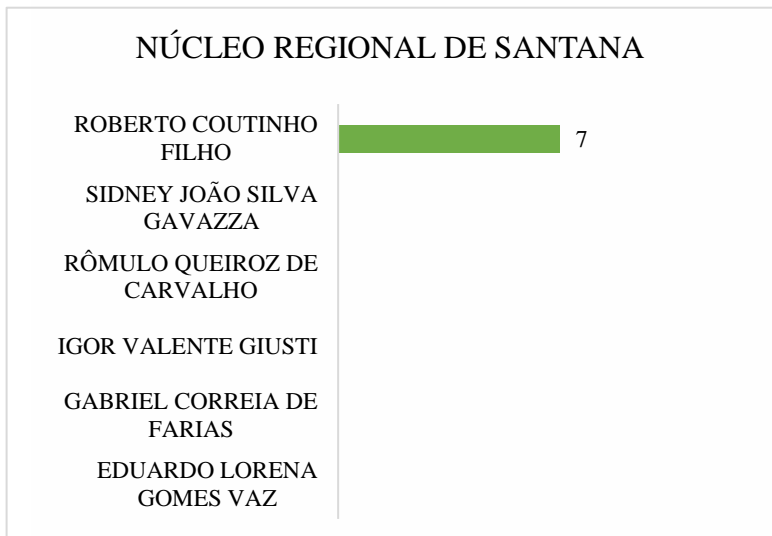 NÚCLEO REGIONAL DE SANTANA
ROBERTO COUTINHO
FILHO
7
SIDNEY JOÃO SILVA
GAVAZZA
RÔMULO QUEIROZ DE
CARVALHO
IGOR VALENTE GIUSTI
GABRIEL CORREIA DE
FARIAS
EDUARDO LORENA
GOMES VAZ